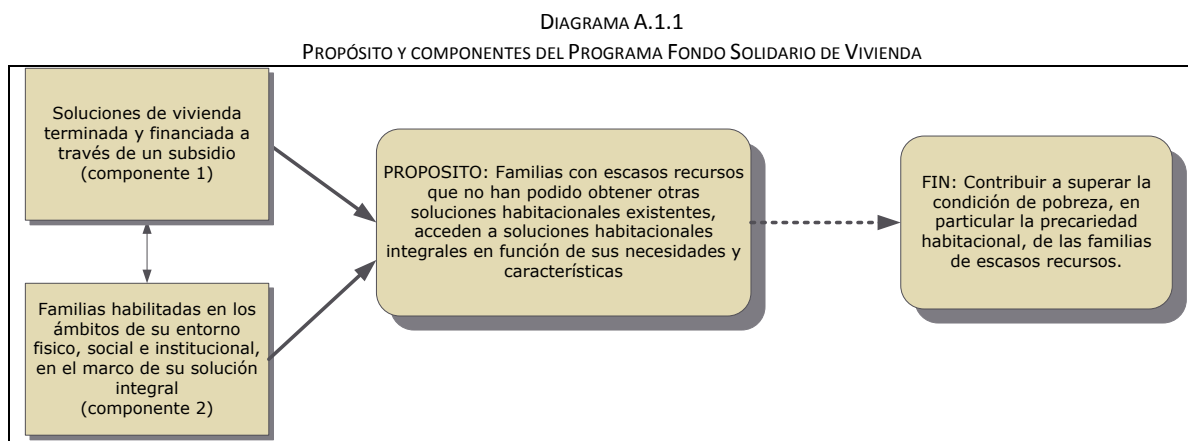 DIAGRAMA A.1.1
PROPÓSITO Y COMPONENTES DEL PROGRAMA FONDO SOLIDARIO DE VIVIENDA
Soluciones de vivienda
terminada y financiada a
través de un subsidio
(componente 1)
Familias habilitadas en los
ámbitos de su entorno
fisico, social e institucional,
en el marco de su solución
integral
(componente 2)
PROPOSITO: Familias con escasos recursos
que no han podido obtener otras
soluciones habitacionales existentes,
acceden a soluciones habitacionales
integrales en función de sus necesidades y
características
FIN: Contribuir a superar la
condición de pobreza, en
particular la precariedad
habitacional, de las familias
de escasos recursos.